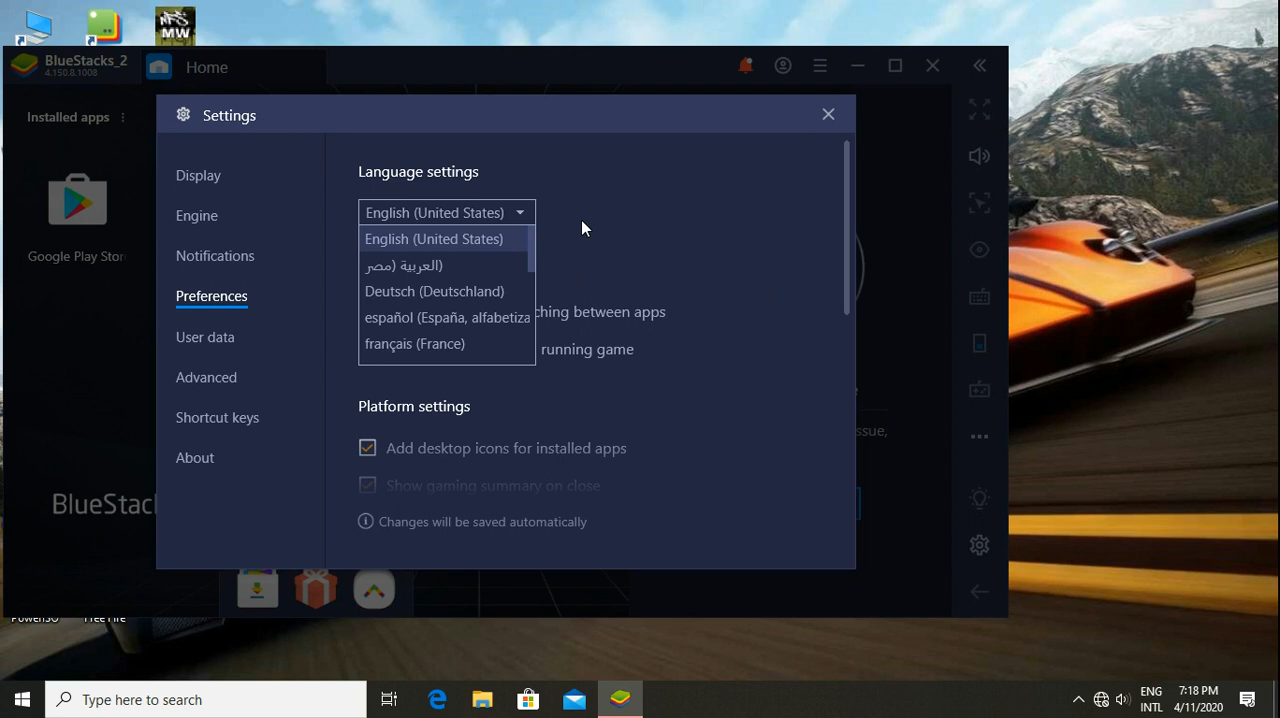 NFS
MW
BlueStacks_2
4.150.8.1008
Home
Installed apps
Settings
Display
Engine
Notifications
Preferences
User data
Advanced
Shortcut keys
About
Language settings
English (United States)
English (United States)
العربية (مصر)
Deutsch (Deutschland)
español (España, alfabetiza
français (France)
ching between apps
running game
Platform settings
Add desktop icons for installed apps
Show gaming summary on close
Changes will be saved automatically
Google Play Stor
BlueStack
ssue,
Free Fire
Type here to search
ENG
INTL
7:18 PM
4/11/2020